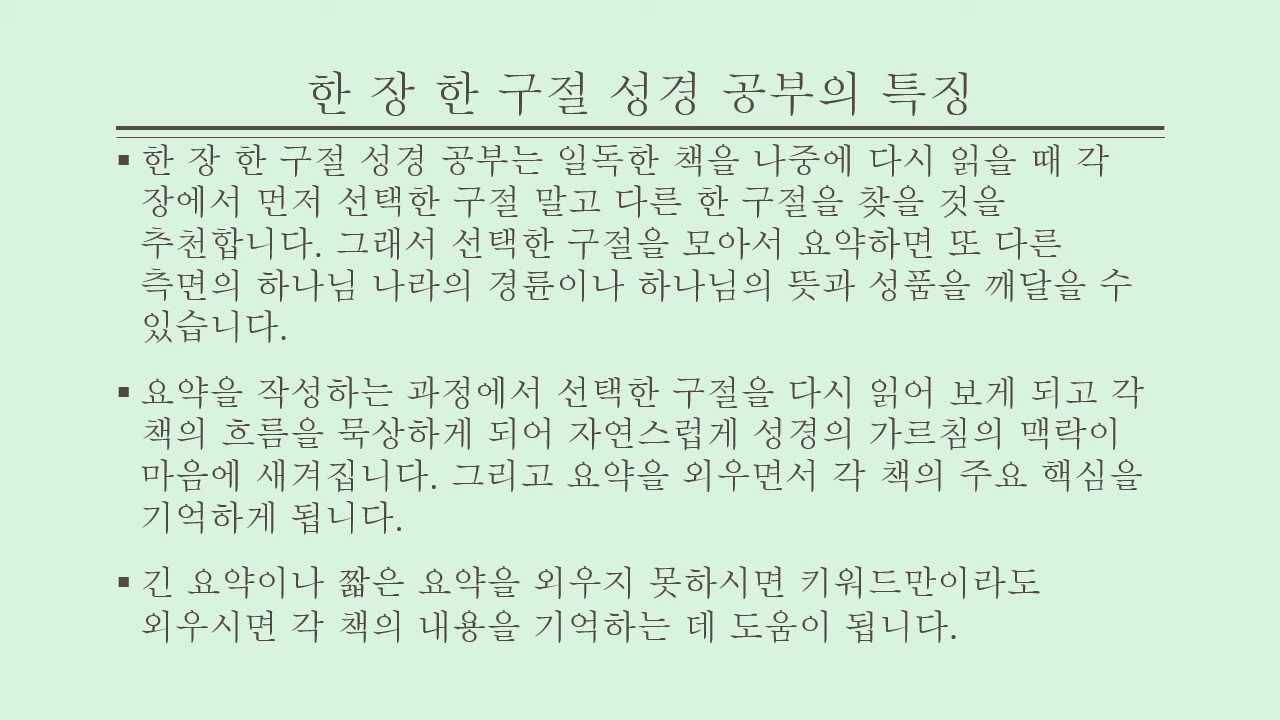 한 장 한 구절 성경 공부의 특징
▪ 한 장 한 구절 성경 공부는 일독한 책을 나중에 다시 읽을 때 각
장에서 먼저 선택한 구절 말고 다른 한 구절을 찾을 것을
추천합니다. 그래서 선택한 구절을 모아서 요약하면 또 다른
측면의 하나님 나라의 경륜이나 하나님의 뜻과 성품을 깨달을 수
있습니다.
▪ 요약을 작성하는 과정에서 선택한 구절을 다시 읽어 보게 되고 각
책의 흐름을 묵상하게 되어 자연스럽게 성경의 가르침의 맥락이
마음에 새겨집니다. 그리고 요약을 외우면서 각 책의 주요 핵심을
기억하게 됩니다.
▪ 긴 요약이나 짧은 요약을 외우지 못하시면 키워드만이라도
외우시면 각 책의 내용을 기억하는 데 도움이 됩니다.